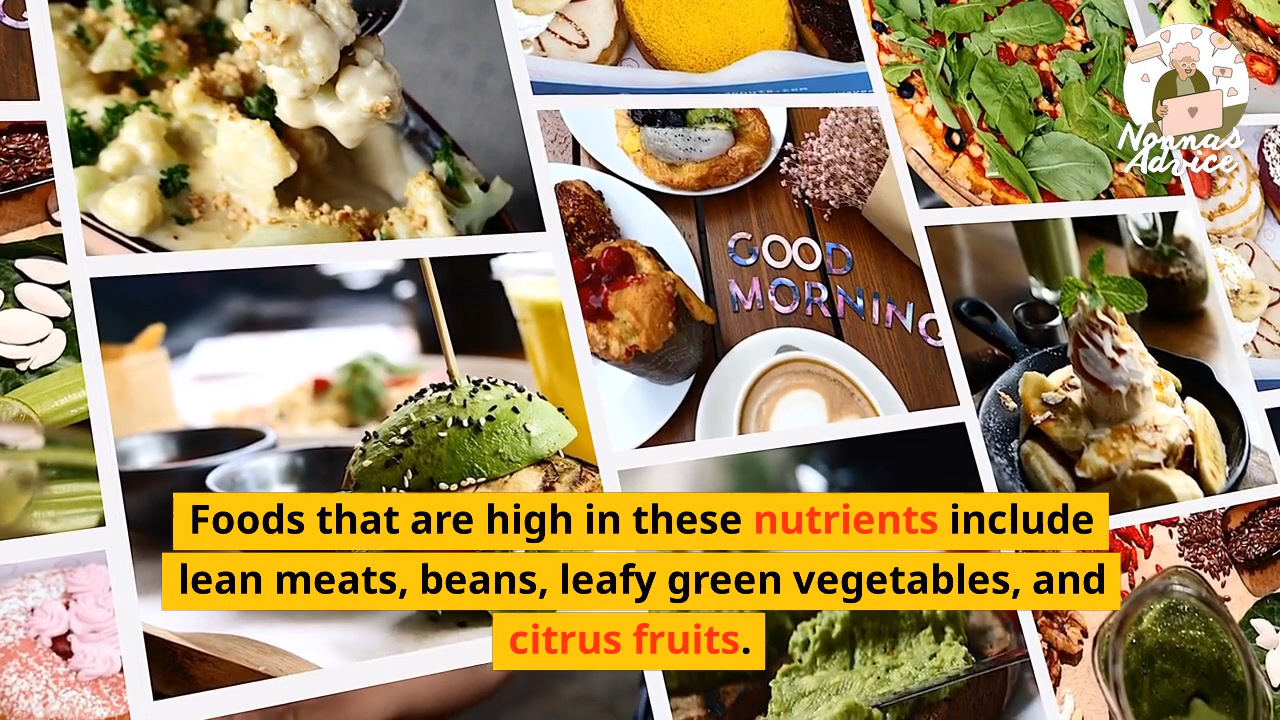 Nonnas
Advice
GOOD
MORNING
Foods that are high in these nutrients include
lean meats, beans, leafy green vegetables, and
citrus fruits.